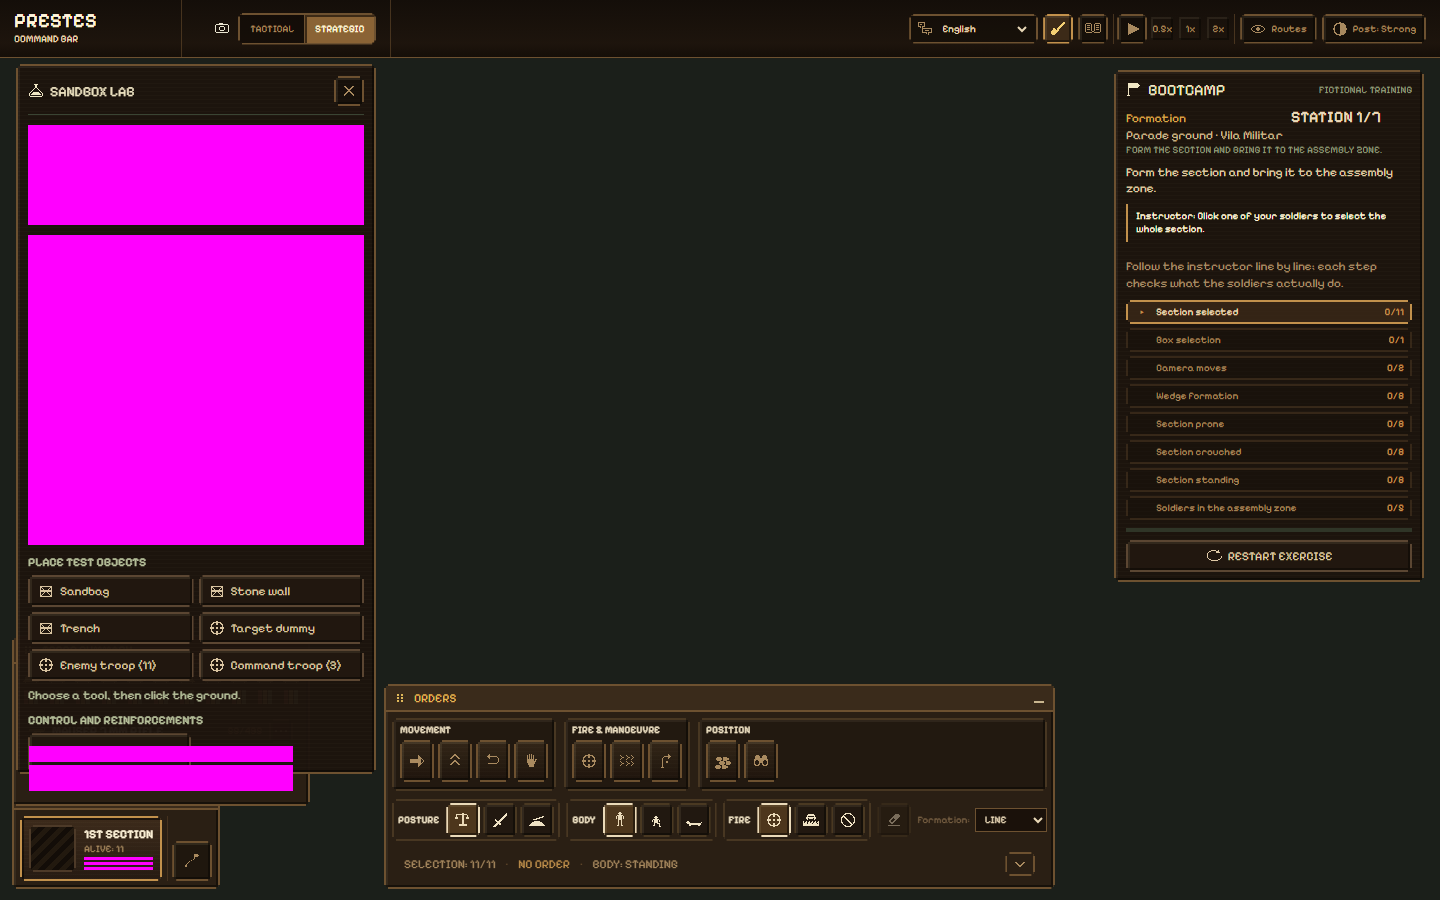 PRESTES
COMMAND BAR
TACTICAL
STRATEGIC
English
0.5x
1x
2x
Routes
Post: Strong
SANDBOX LAB
PLACE TEST OBJECTS
Sandbag
Stone wall
Trench
Target dummy
Enemy troop (11)
Command troop (3)
Choose a tool, then click the ground.
CONTROL AND REINFORCEMENTS
1ST SECTION
ALIVE: 11
ORDERS
MOVEMENT
FIRE & MANOEUVRE
POSITION
POSTURE
BODY
FIRE
Formation:
LINE
SELECTION: 11/11 · NO ORDER · BODY: STANDING
BOOTCAMP
FICTIONAL TRAINING
Formation
STATION 1/7
Parade ground · Vila Militar
FORM THE SECTION AND BRING IT TO THE ASSEMBLY ZONE.
Form the section and bring it to the assembly
zone.
Instructor: Click one of your soldiers to select the
whole section.
Follow the instructor line by line: each step
checks what the soldiers actually do.
Section selected 0/11
Box selection 0/1
Camera moves 0/2
Wedge formation 0/8
Section prone 0/8
Section crouched 0/8
Section standing 0/8
Soldiers in the assembly zone 0/9
RESTART EXERCISE